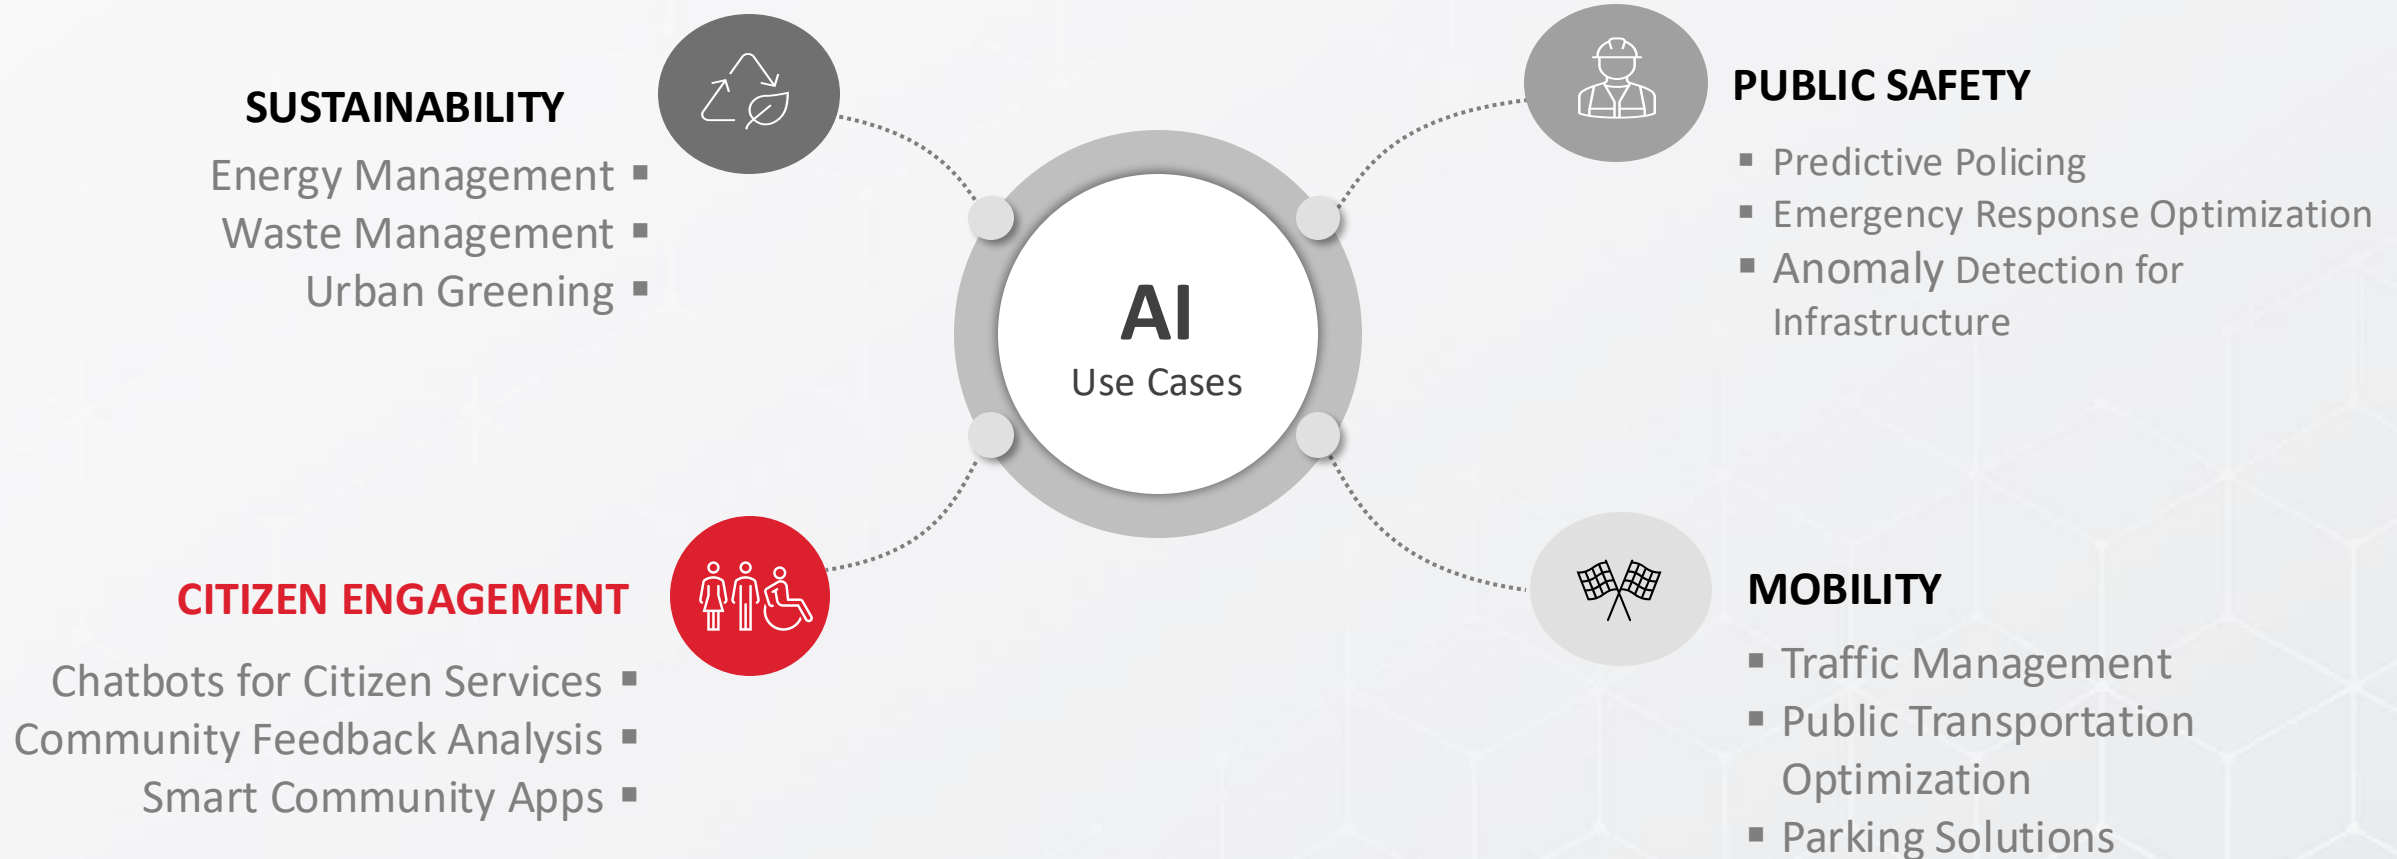 SUSTAINABILITY
Energy Management ▪
Waste Management ▪
Urban Greening ▪
PUBLIC SAFETY
▪ Predictive Policing
▪ Emergency Response Optimization
▪ Anomaly Detection for
Infrastructure
AI
Use Cases
CITIZEN ENGAGEMENT
Chatbots for Citizen Services ▪
Community Feedback Analysis ▪
Smart Community Apps ▪
MOBILITY
▪ Traffic Management
▪ Public Transportation
Optimization
▪ Parking Solutions